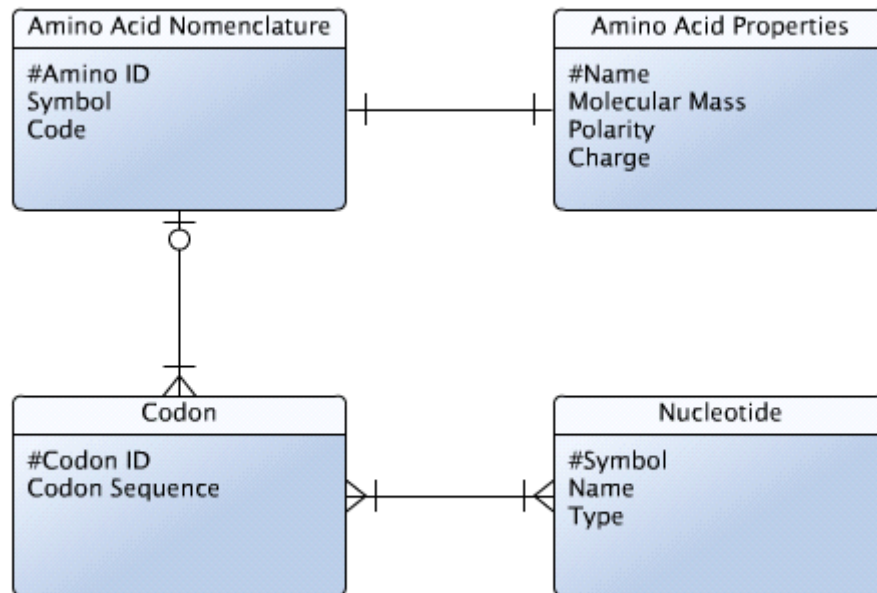 Amino Acid Nomenclature
#Amino ID
Symbol
Code
Amino Acid Properties
#Name
Molecular Mass
Polarity
Charge
Codon
#Codon ID
Codon Sequence
Nucleotide
#Symbol
Name
Type